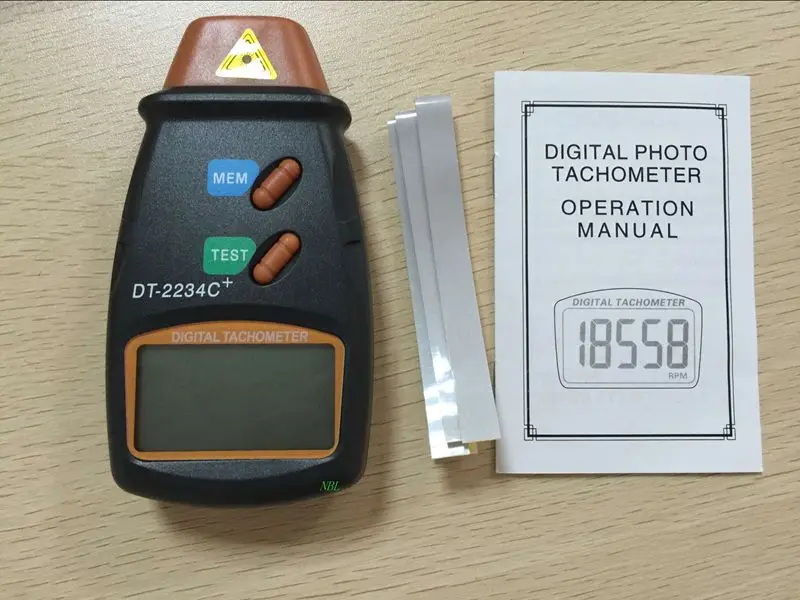 MEM
TEST
DT-2234C+
DIGITAL TACHOMETER
NBL
DIGITAL PHOTO
TACHOMETER
OPERATION
MANUAL
DIGITAL TACHOMETER
18558
RPM